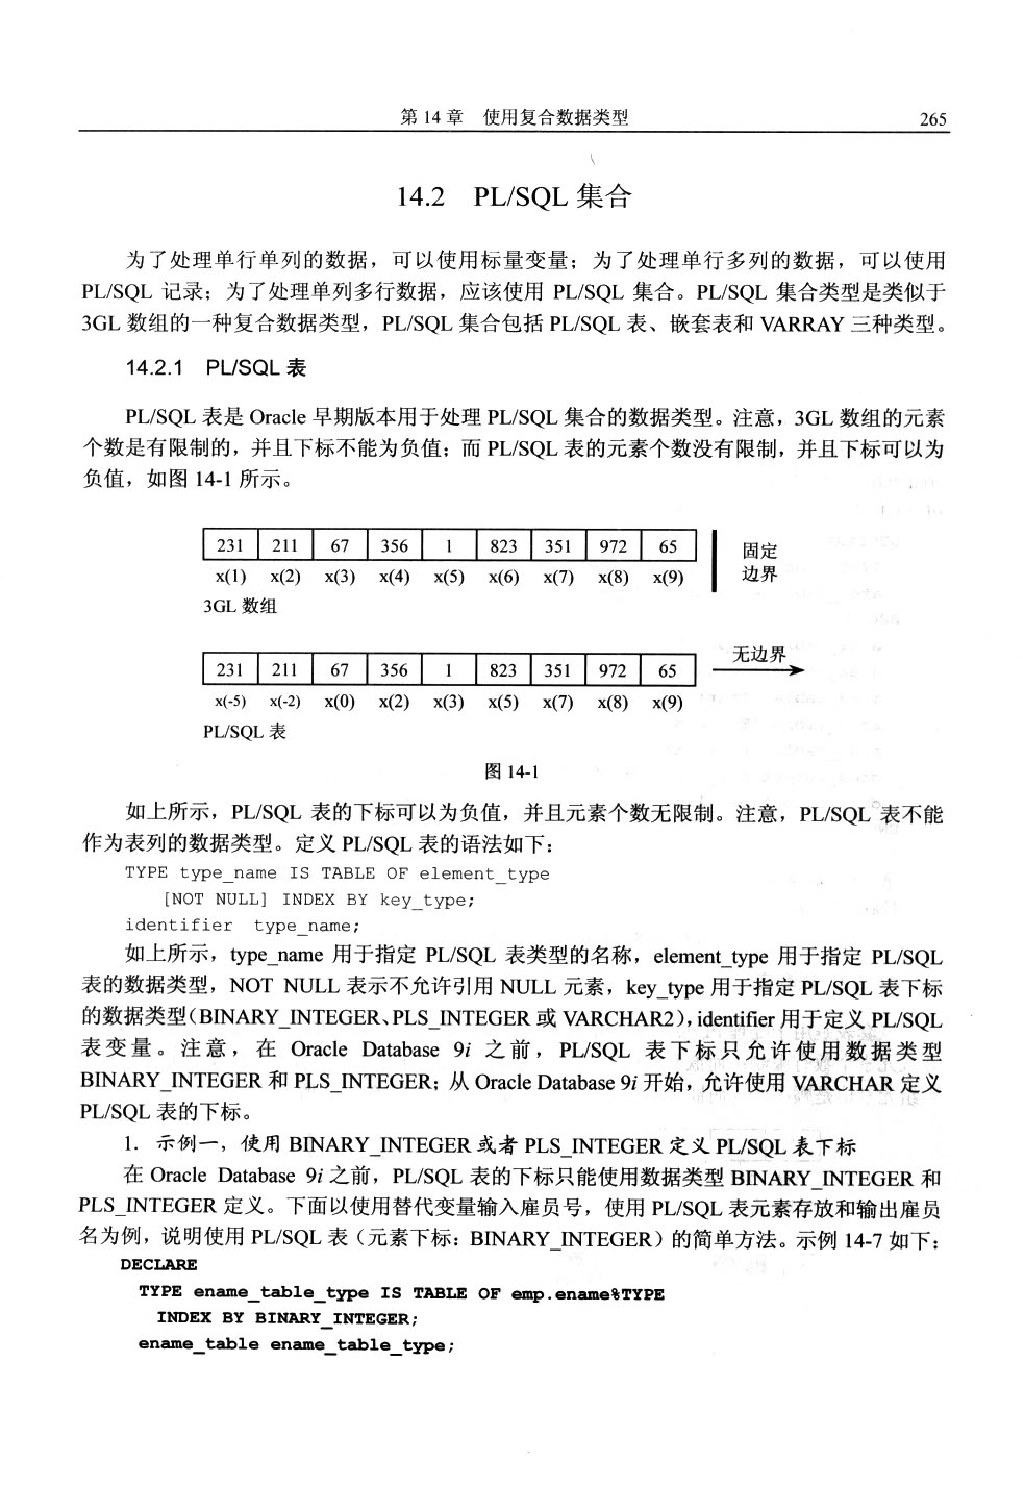 第 14 章　使用复合数据类型　265
14.2　PL/SQL 集合
为了处理单行单列的数据，可以使用标量变量；为了处理单行多列的数据，可以使用
PL/SQL 记录；为了处理单列多行数据，应该使用 PL/SQL 集合。PL/SQL 集合类型是类似于
3GL 数组的一种复合数据类型，PL/SQL 集合包括 PL/SQL 表、嵌套表和 VARRAY 三种类型。
14.2.1　PL/SQL 表
PL/SQL 表是 Oracle 早期版本用于处理 PL/SQL 集合的数据类型。注意，3GL 数组的元素
个数是有限制的，并且下标不能为负值；而 PL/SQL 表的元素个数没有限制，并且下标可以为
负值，如图 14-1 所示。
231 211 67 356 1 823 351 972 65 固定
x(1) x(2) x(3) x(4) x(5) x(6) x(7) x(8) x(9) 边界
3GL 数组
无边界
231 211 67 356 1 823 351 972 65
x(-5) x(-2) x(0) x(2) x(3) x(5) x(7) x(8) x(9)
PL/SQL 表
图 14-1
如上所示，PL/SQL 表的下标可以为负值，并且元素个数无限制。注意，PL/SQL 表不能
作为表列的数据类型。定义 PL/SQL 表的语法如下：
TYPE type_name IS TABLE OF element_type
[NOT NULL] INDEX BY key_type;
identifier type_name;
如上所示，type_name 用于指定 PL/SQL 表类型的名称，element_type 用于指定 PL/SQL
表的数据类型，NOT NULL 表示不允许引用 NULL 元素，key_type 用于指定 PL/SQL 表下标
的数据类型（BINARY_INTEGER、PLS_INTEGER 或 VARCHAR2），identifier 用于定义 PL/SQL
表变量。注意，在 Oracle Database 9i 之前，PL/SQL 表下标只允许使用数据类型
BINARY_INTEGER 和 PLS_INTEGER；从 Oracle Database 9i 开始，允许使用 VARCHAR 定义
PL/SQL 表的下标。
1．示例一，使用 BINARY_INTEGER 或者 PLS_INTEGER 定义 PL/SQL 表下标
在 Oracle Database 9i 之前，PL/SQL 表的下标只能使用数据类型 BINARY_INTEGER 和
PLS_INTEGER 定义。下面以使用替代变量输入雇员号，使用 PL/SQL 表元素存放和输出雇员
名为例，说明使用 PL/SQL 表（元素下标：BINARY_INTEGER）的简单方法。示例 14-7 如下：
DECLARE
TYPE ename_table_type IS TABLE OF emp.ename%TYPE
INDEX BY BINARY_INTEGER;
ename_table ename_table_type;